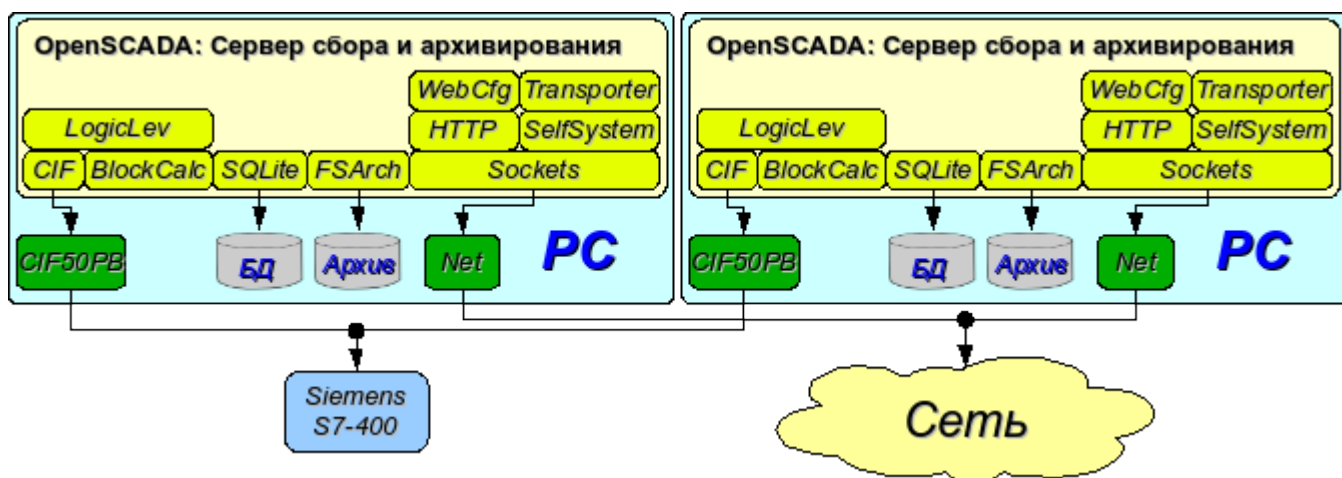 OpenSCADA: Сервер сбора и архивирования
WebCfg Transporter
LogicLev HTTP SelfSystem
CIF BlockCalc SQLite FSArch Sockets
CIF50PB БД Архив Net PC
OpenSCADA: Сервер сбора и архивирования
WebCfg Transporter
LogicLev HTTP SelfSystem
CIF BlockCalc SQLite FSArch Sockets
CIF50PB БД Архив Net PC
Siemens
S7-400
Сеть